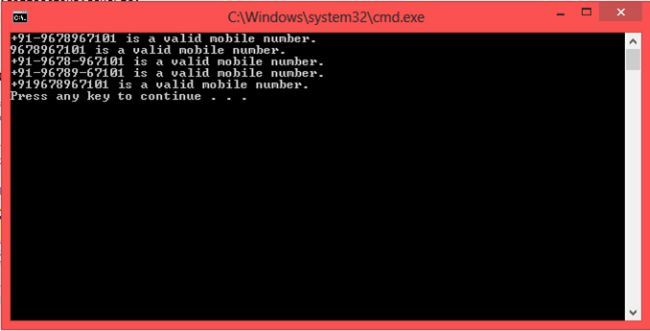 C:\Windows\system32\cmd.exe
+91-9678967101 is a valid mobile number.
9678967101 is a valid mobile number.
+91-9678-967101 is a valid mobile number.
+91-96789-67101 is a valid mobile number.
+919678967101 is a valid mobile number.
Press any key to continue . . .